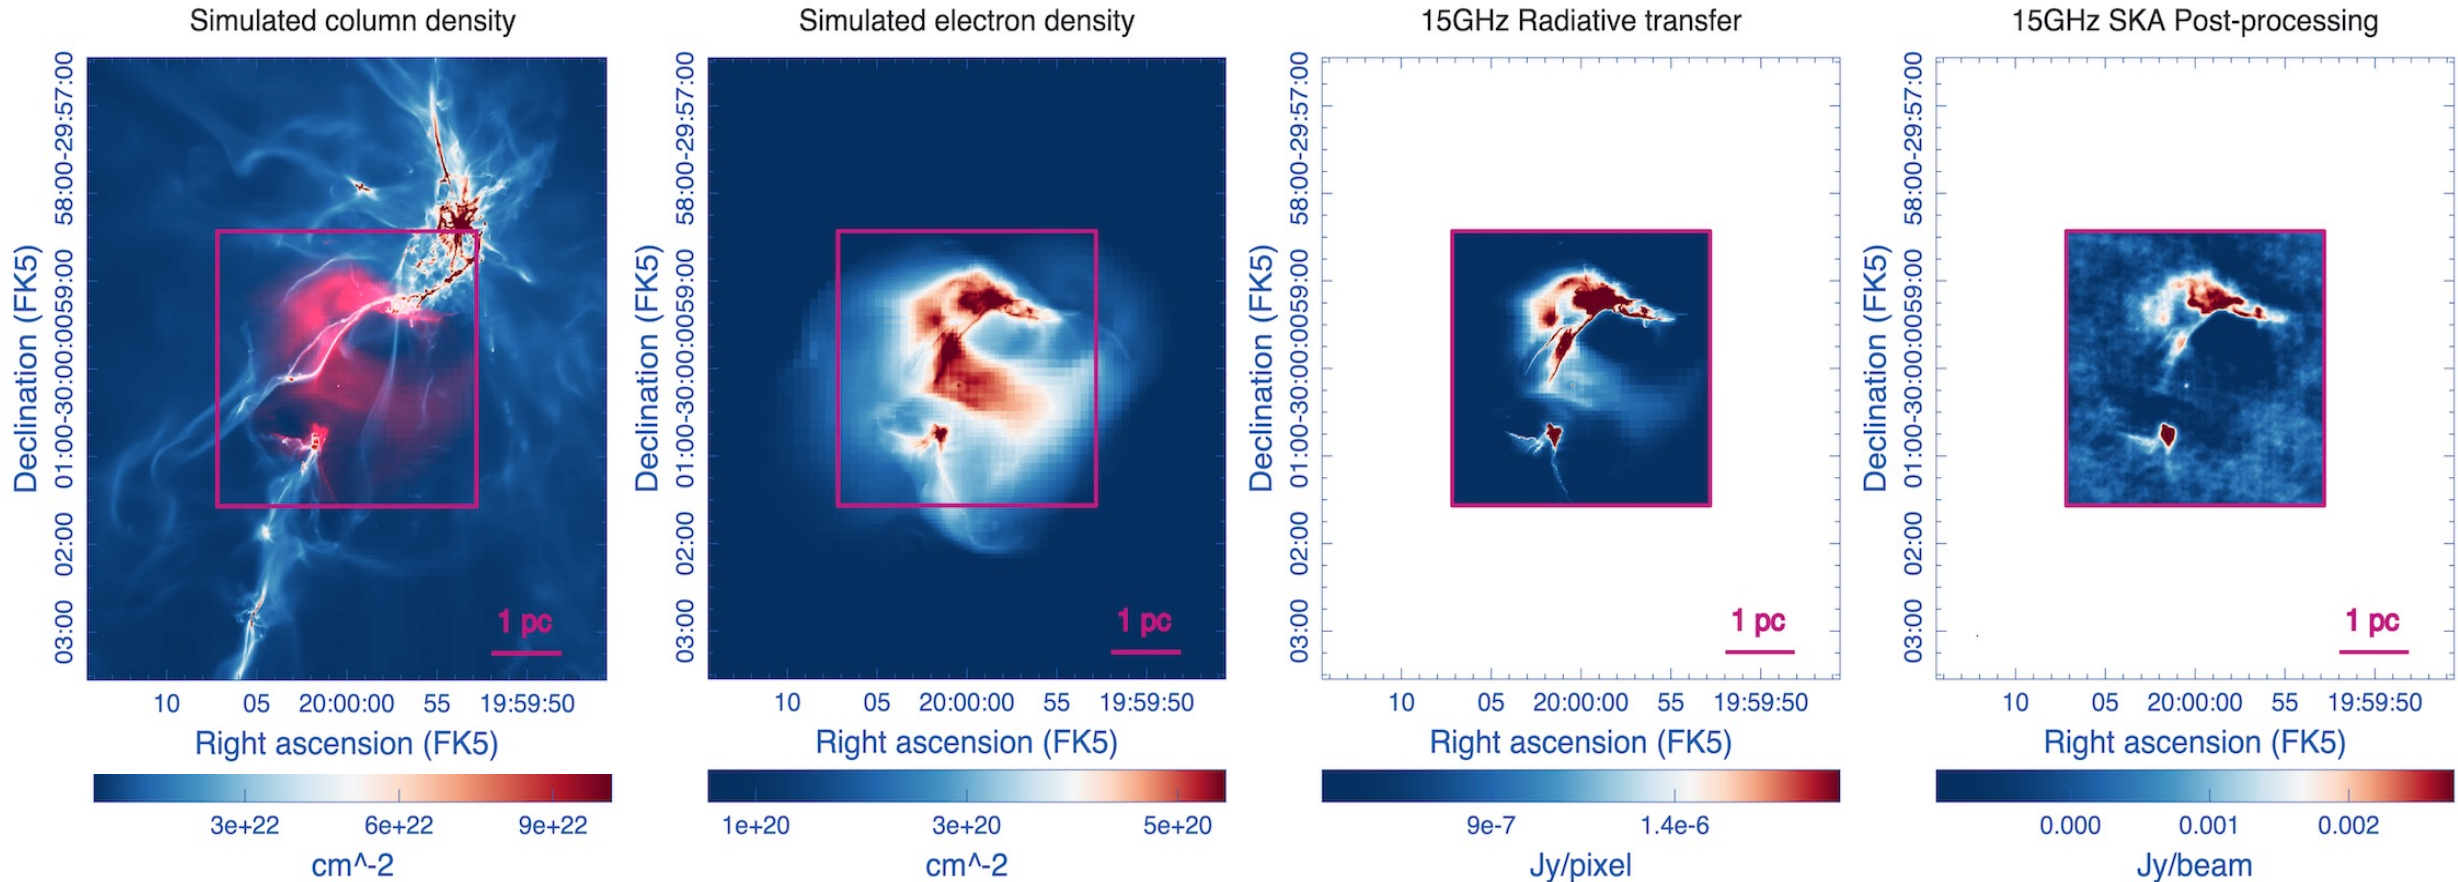 Simulated column density
Simulated electron density
15GHz Radiative transfer
15GHz SKA Post-processing
Declination (FK5)
58:00-29:57:00
-30:00:0059:00
01:00
02:00
03:00
1 pc
10 05 20:00:00 55 19:59:50
Right ascension (FK5)
3e+22 6e+22 9e+22
cm^-2
Declination (FK5)
58:00-29:57:00
-30:00:0059:00
01:00
02:00
03:00
1 pc
10 05 20:00:00 55 19:59:50
Right ascension (FK5)
1e+20 3e+20 5e+20
cm^-2
Declination (FK5)
58:00-29:57:00
-30:00:0059:00
01:00
02:00
03:00
1 pc
10 05 20:00:00 55 19:59:50
Right ascension (FK5)
9e-7 1.4e-6
Jy/pixel
Declination (FK5)
58:00-29:57:00
-30:00:0059:00
01:00
02:00
03:00
1 pc
10 05 20:00:00 55 19:59:50
Right ascension (FK5)
0.000 0.001 0.002
Jy/beam